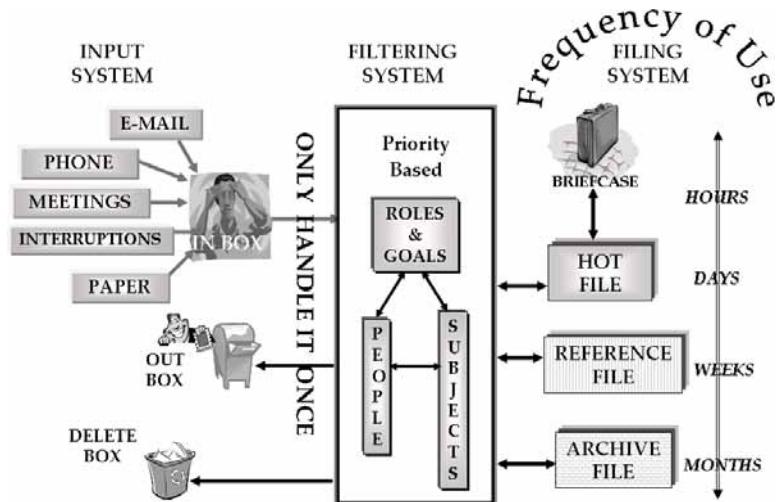 INPUT
SYSTEM
FILTERING
SYSTEM
Frequency of Use
FILING
SYSTEM
E-MAIL
PHONE
MEETINGS
INTERRUPTIONS
PAPER
IN BOX
ONLY HANDLE IT ONCE
Priority
Based
ROLES
&
GOALS
PEOPLE
SUBJECTS
OUT
BOX
DELETE
BOX
BRIEFCASE
HOT
FILE
REFERENCE
FILE
ARCHIVE
FILE
HOURS
DAYS
WEEKS
MONTHS